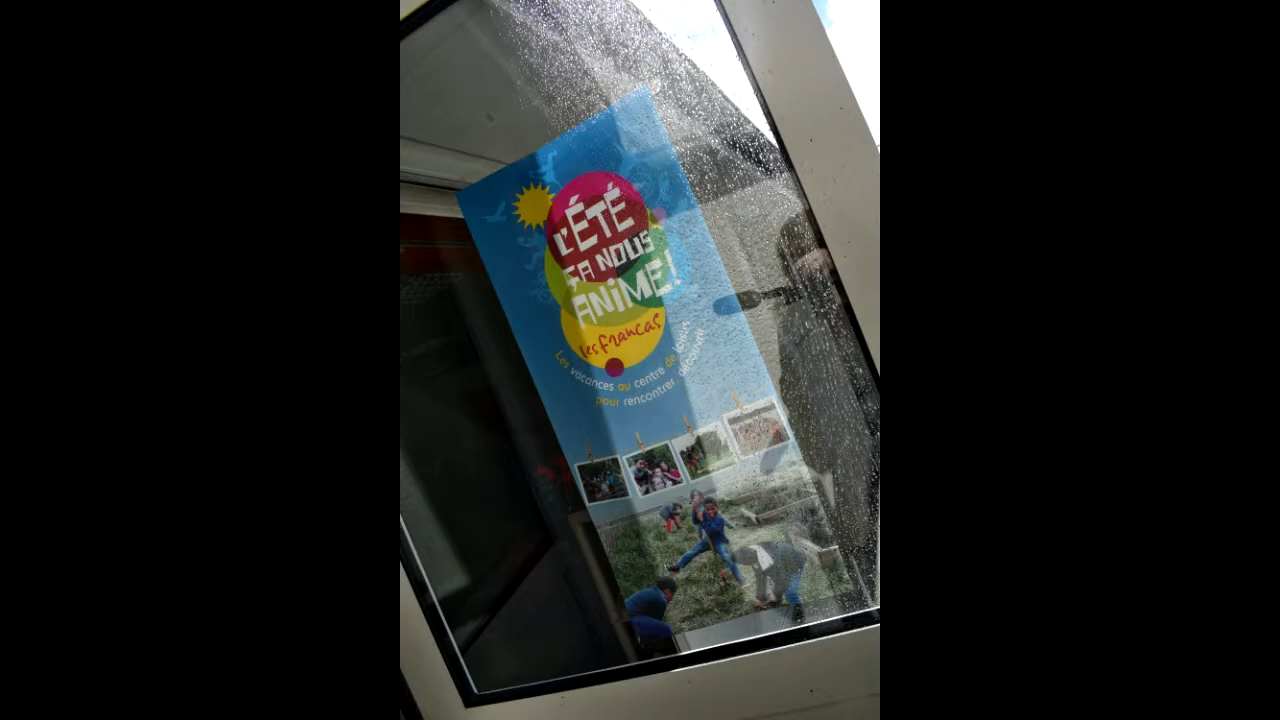 L'ÉTÉ
ÇA NOUS
ANiME!
les francas
Les vacances au centre de loisirs
pour rencontrer, découvrir